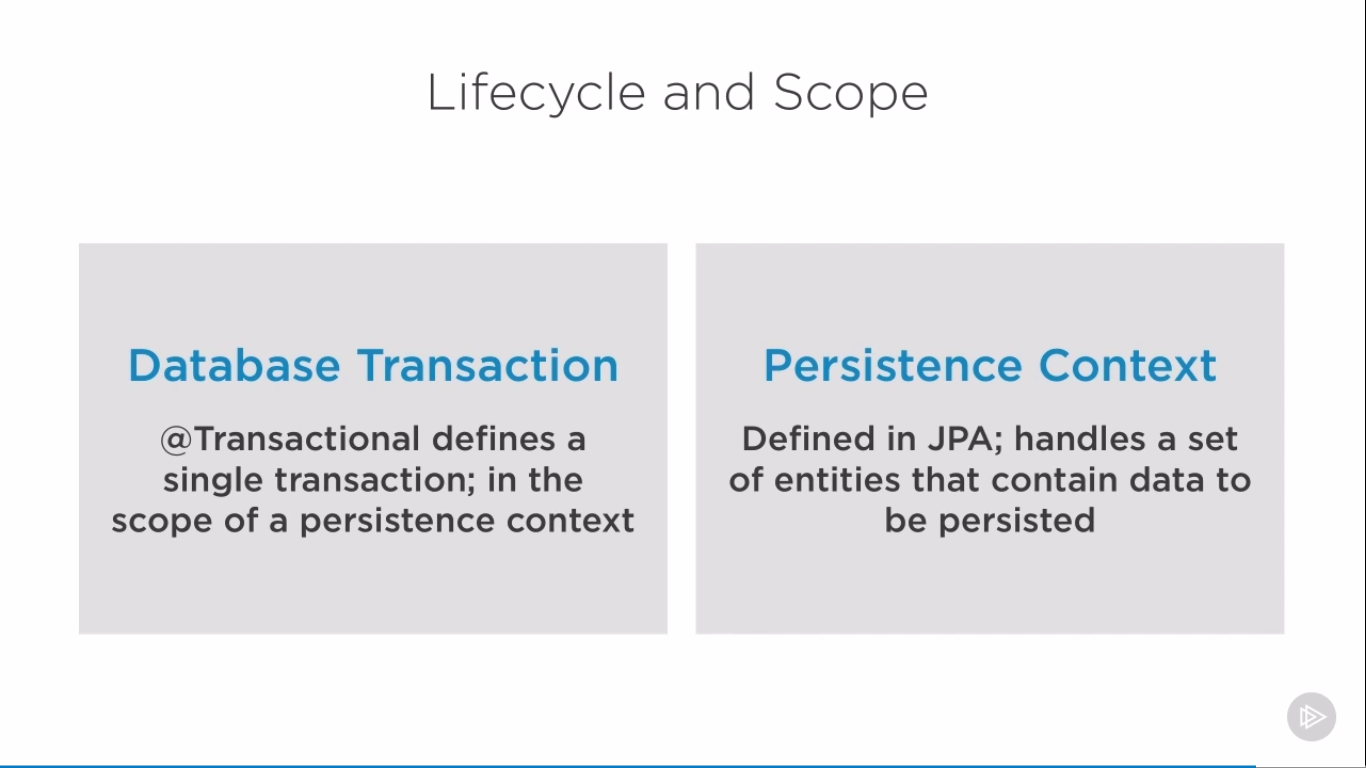 Lifecycle and Scope
Database Transaction
@Transactional defines a
single transaction; in the
scope of a persistence context
Persistence Context
Defined in JPA; handles a set
of entities that contain data to
be persisted